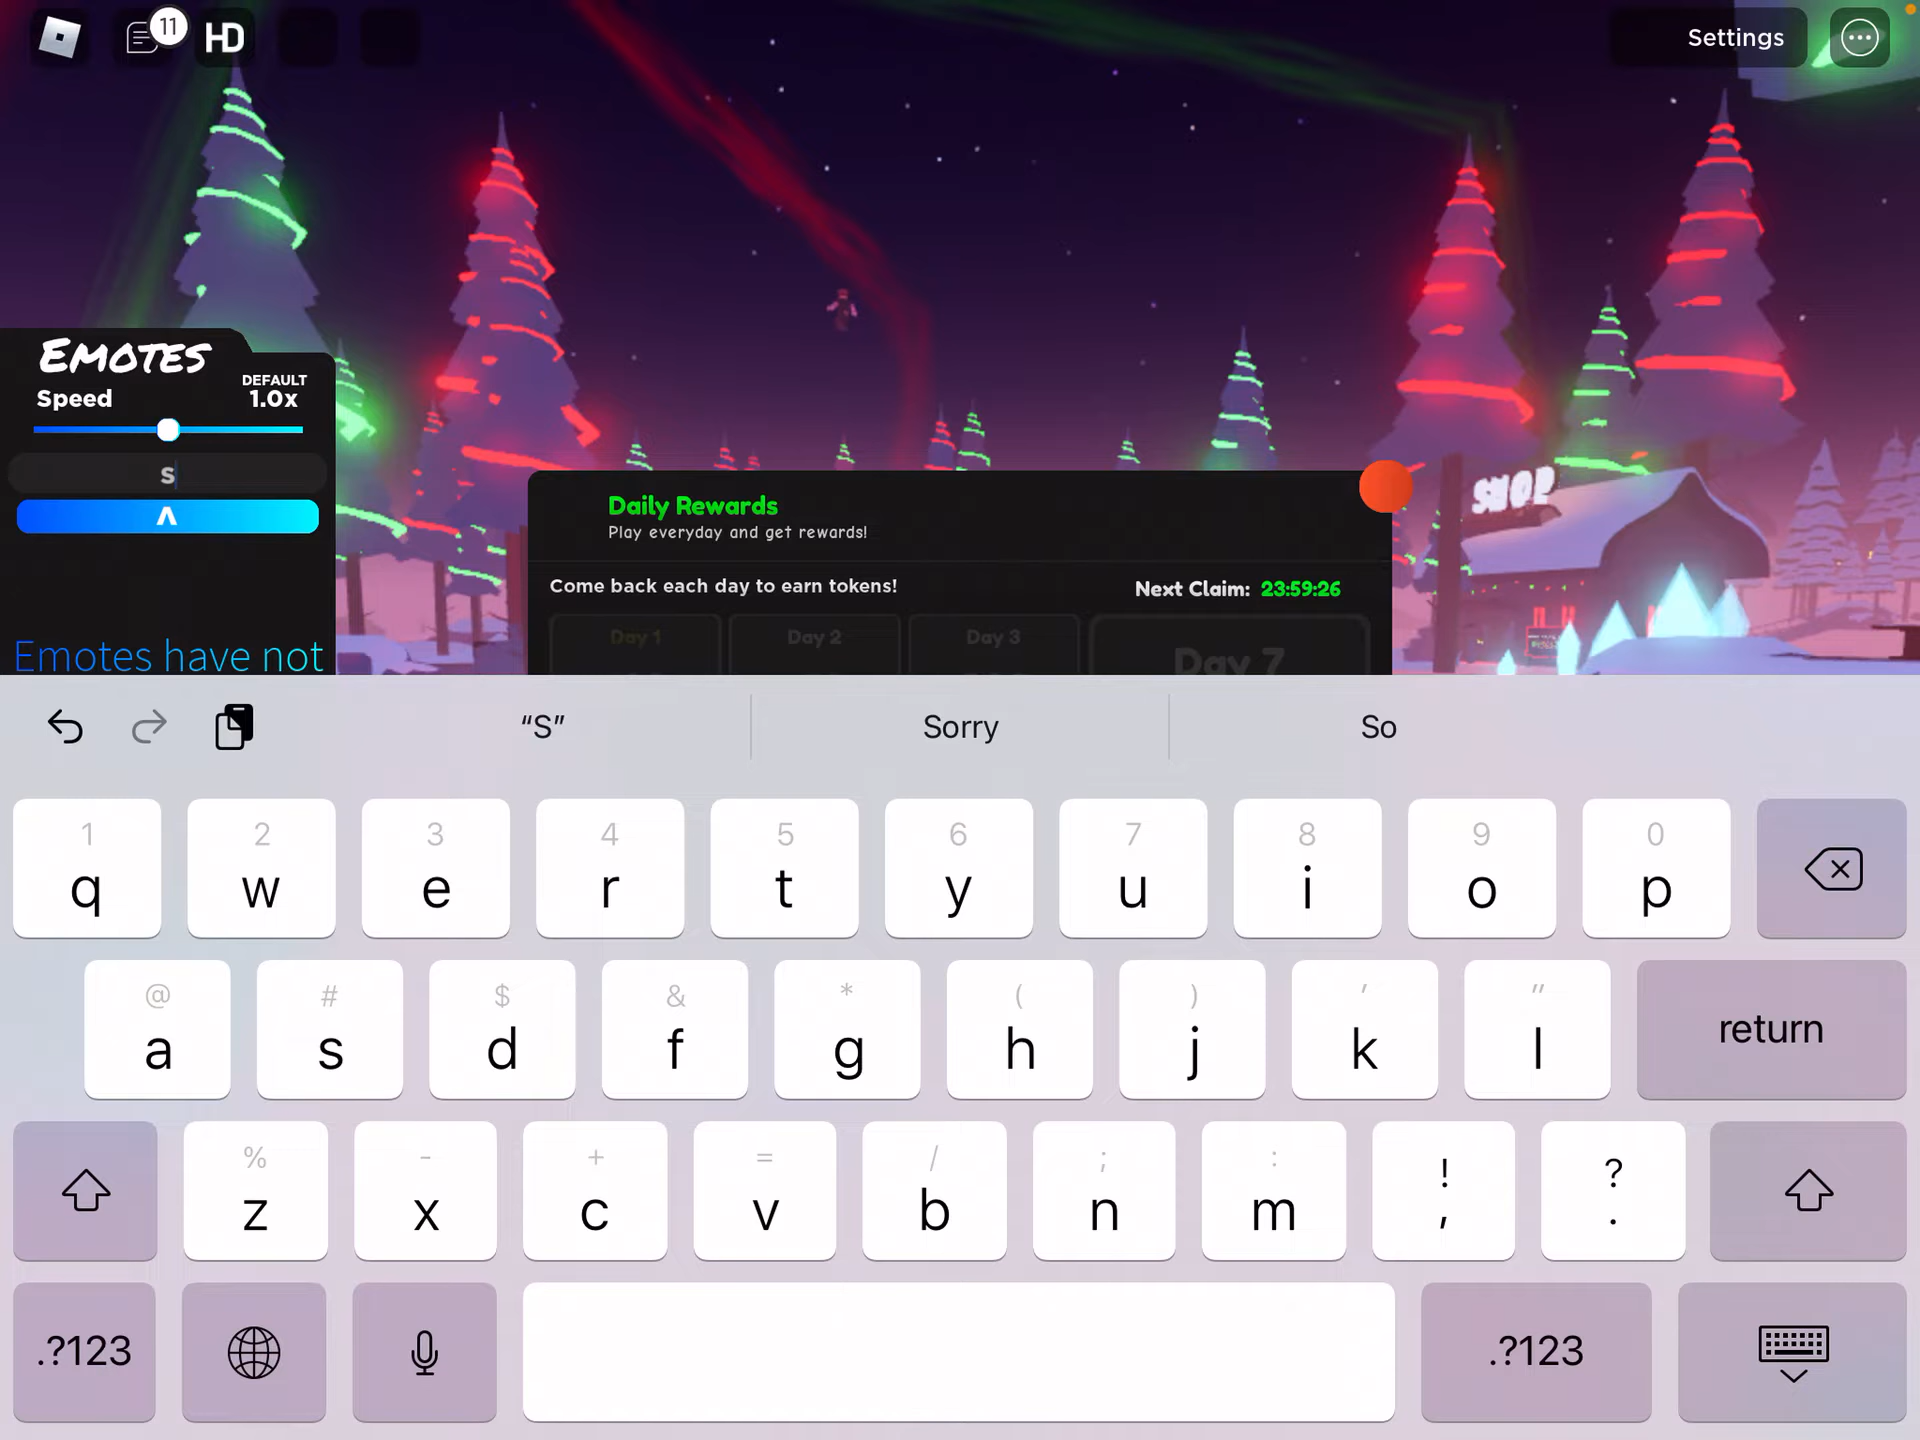 11
HD
Settings
EMOTES
Speed
DEFAULT
1.0x
S
Emotes have not
SHOP
Daily Rewards
Play everyday and get rewards!
Come back each day to earn tokens!
Next Claim: 23:59:26
Day 1
Day 2
Day 3
Day 7
“S”
Sorry
So
1 2 3 4 5 6 7 8 9 0
q w e r t y u i o p
@ # $ & * ( ) ' "
a s d f g h j k l
return
% - + = / ; : ! ?
z x c v b n m , .
.?123
.?123